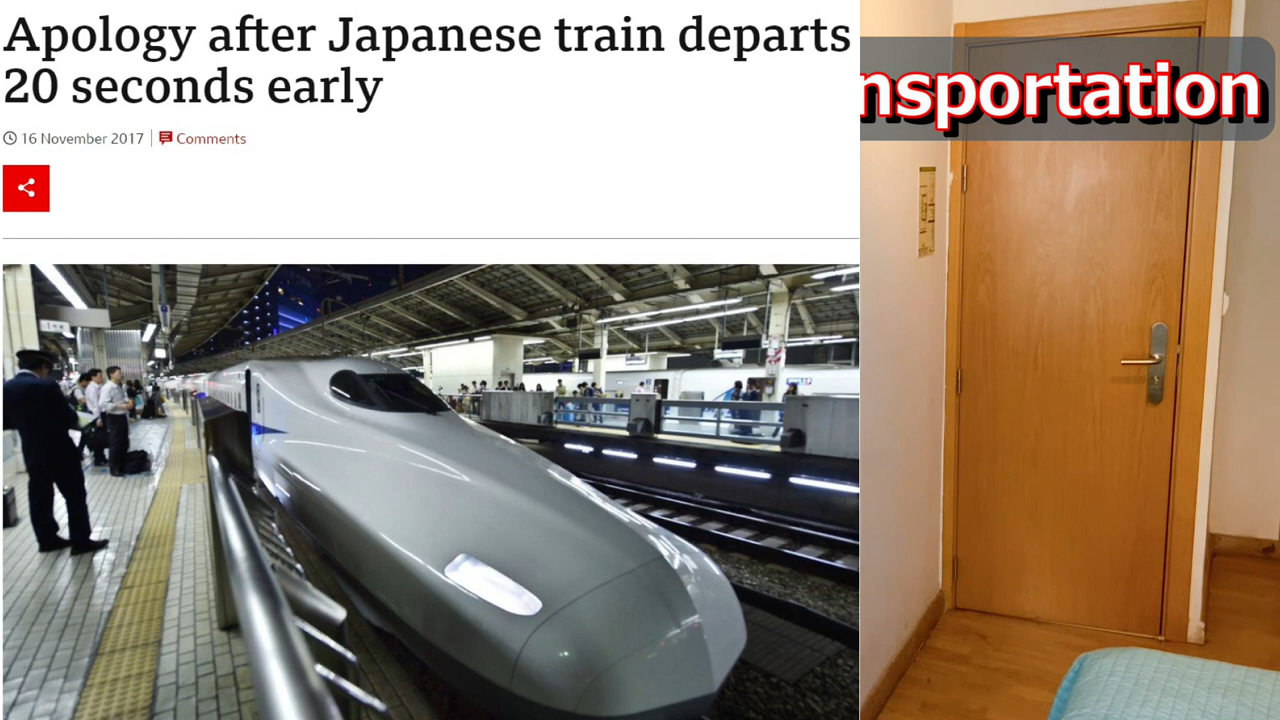 Apology after Japanese train departs
20 seconds early
16 November 2017
Comments
nsportation